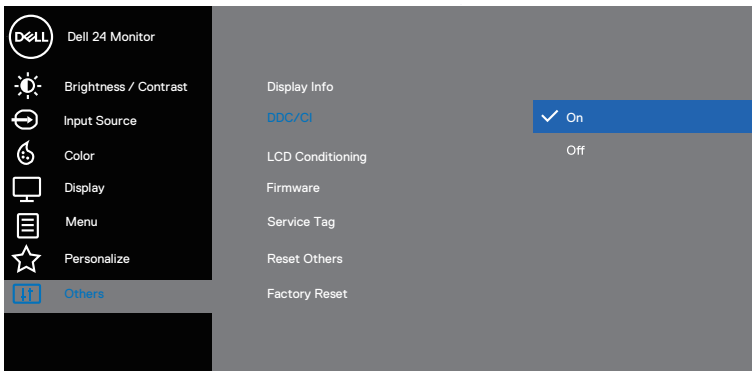 DELL
Dell 24 Monitor
Brightness / Contrast
Input Source
Color
Display
Menu
Personalize
Others
Display Info
DDC/CI
LCD Conditioning
Firmware
Service Tag
Reset Others
Factory Reset
On
Off